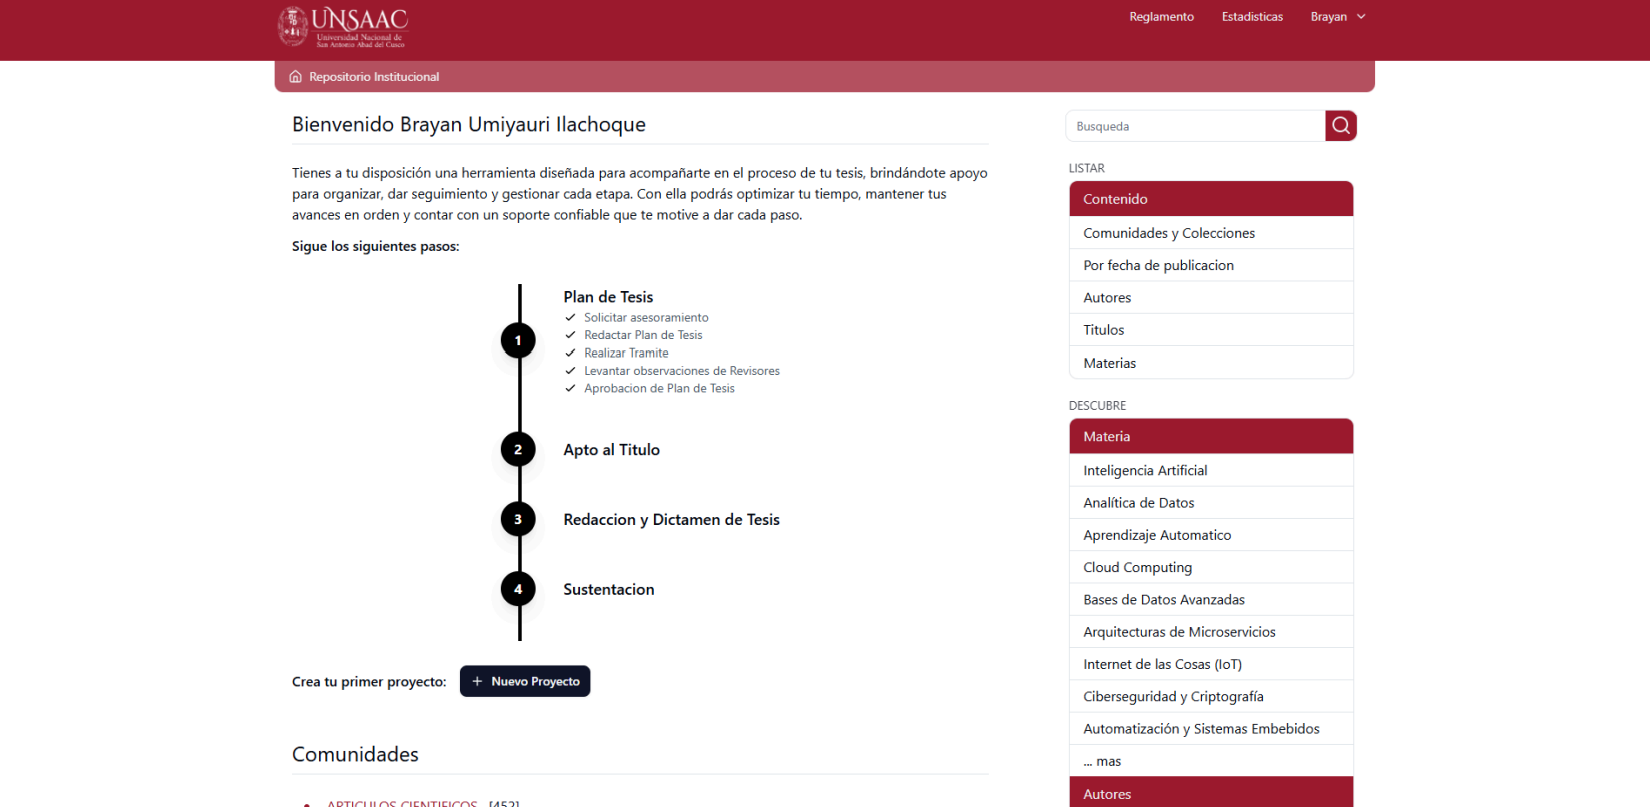 UNSAAC
Universidad Nacional de
San Antonio Abad del Cusco
Reglamento
Estadisticas
Brayan
Repositorio Institucional
Bienvenido Brayan Umiyauri Ilachoque
Tienes a tu disposición una herramienta diseñada para acompañarte en el proceso de tu tesis, brindándote apoyo
para organizar, dar seguimiento y gestionar cada etapa. Con ella podrás optimizar tu tiempo, mantener tus
avances en orden y contar con un soporte confiable que te motive a dar cada paso.
Sigue los siguientes pasos:
1
Plan de Tesis
Solicitar asesoramiento
Redactar Plan de Tesis
Realizar Tramite
Levantar observaciones de Revisores
Aprobacion de Plan de Tesis
2
Apto al Titulo
3
Redaccion y Dictamen de Tesis
4
Sustentacion
Crea tu primer proyecto:
+ Nuevo Proyecto
Comunidades
ARTICULOS CIENTIFICOS [452]
Busqueda
LISTAR
Contenido
Comunidades y Colecciones
Por fecha de publicacion
Autores
Titulos
Materias
DESCUBRE
Materia
Inteligencia Artificial
Analítica de Datos
Aprendizaje Automatico
Cloud Computing
Bases de Datos Avanzadas
Arquitecturas de Microservicios
Internet de las Cosas (IoT)
Ciberseguridad y Criptografía
Automatización y Sistemas Embebidos
... mas
Autores